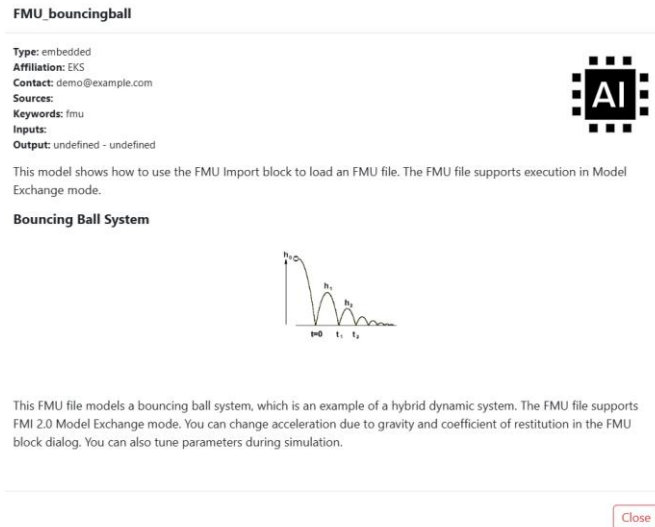 FMU_bouncingball
Type: embedded
Affiliation: EKS
Contact: demo@example.com
Sources:
Keywords: fmu
Inputs:
Output: undefined - undefined
AI
This model shows how to use the FMU Import block to load an FMU file. The FMU file supports execution in Model
Exchange mode.
Bouncing Ball System
h₀
h₁
h₂
t=0 t₁ t₂
This FMU file models a bouncing ball system, which is an example of a hybrid dynamic system. The FMU file supports
FMI 2.0 Model Exchange mode. You can change acceleration due to gravity and coefficient of restitution in the FMU
block dialog. You can also tune parameters during simulation.
Close